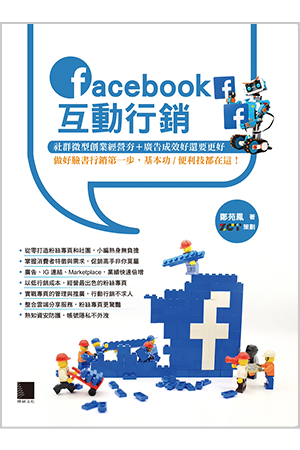 facebook
互動行銷
社群微型創業經營夯+廣告成效好還要更好
做好臉書行銷第一步，基本功/便利技都在這！
鄭苑鳳 著
ZCT 策劃
從零打造粉絲專頁和社團，小編熱身無負擔
掌握消費者特徵與需求，促銷高手非你莫屬
廣告、IG 連結、Marketplace，業績快速倍增
以低行銷成本，經營最出色的粉絲專頁
實戰專頁的管理與推廣，行動行銷不求人
整合雲端分享服務，粉絲專頁更驚豔
熟知資安防護，帳號隱私不外洩
博碩文化